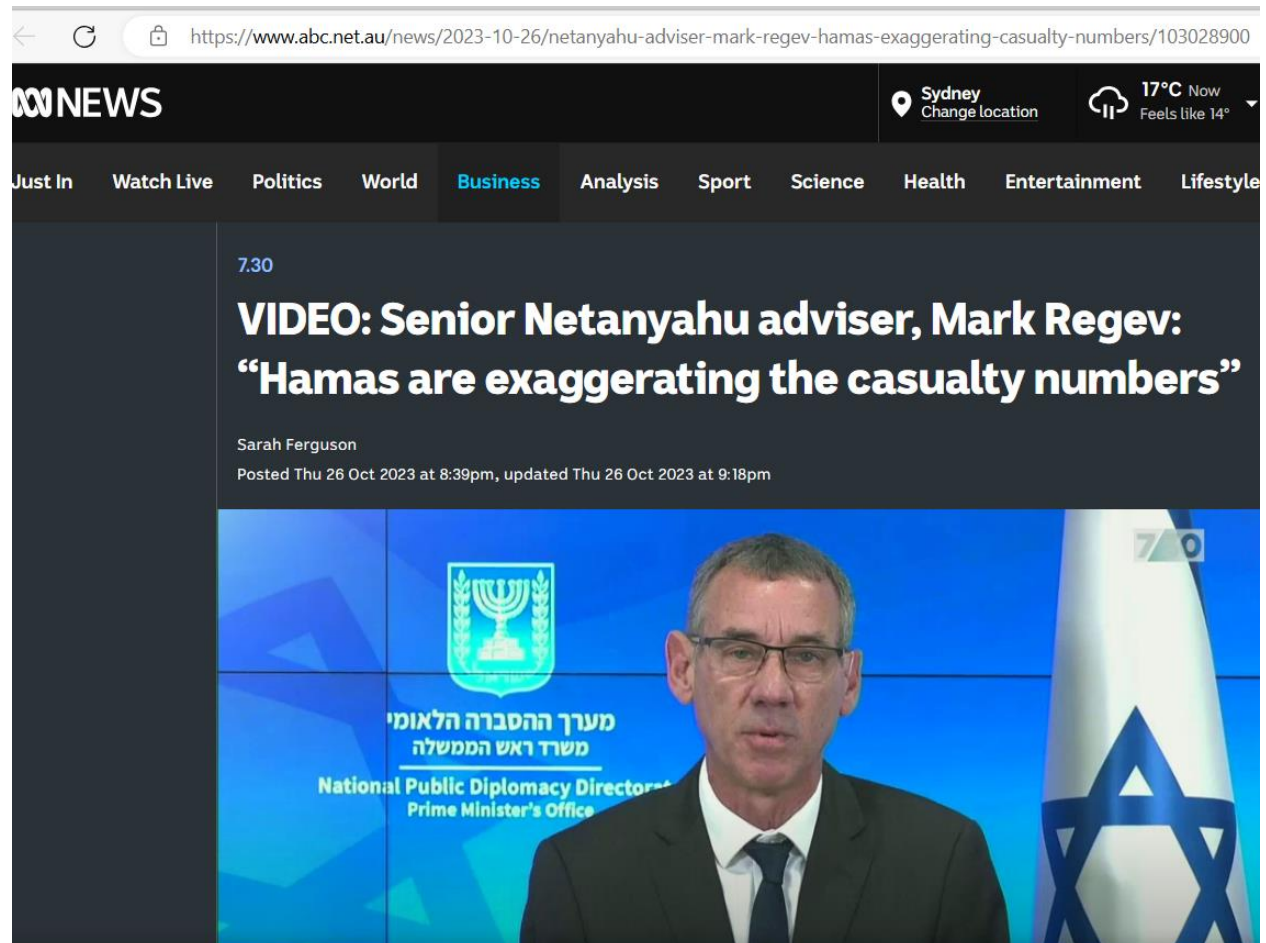 https://www.abc.net.au/news/2023-10-26/netanyahu-adviser-mark-regev-hamas-exaggerating-casualty-numbers/103028900
NEWS
Sydney
Change location
17°C Now
Feels like 14°
Just In Watch Live Politics World Business Analysis Sport Science Health Entertainment Lifestyle
7.30
VIDEO: Senior Netanyahu adviser, Mark Regev:
“Hamas are exaggerating the casualty numbers”
Sarah Ferguson
Posted Thu 26 Oct 2023 at 8:39pm, updated Thu 26 Oct 2023 at 9:18pm
7.30
מערך ההסברה הלאומי
משרד ראש הממשלה
National Public Diplomacy Directorat
Prime Minister's Office